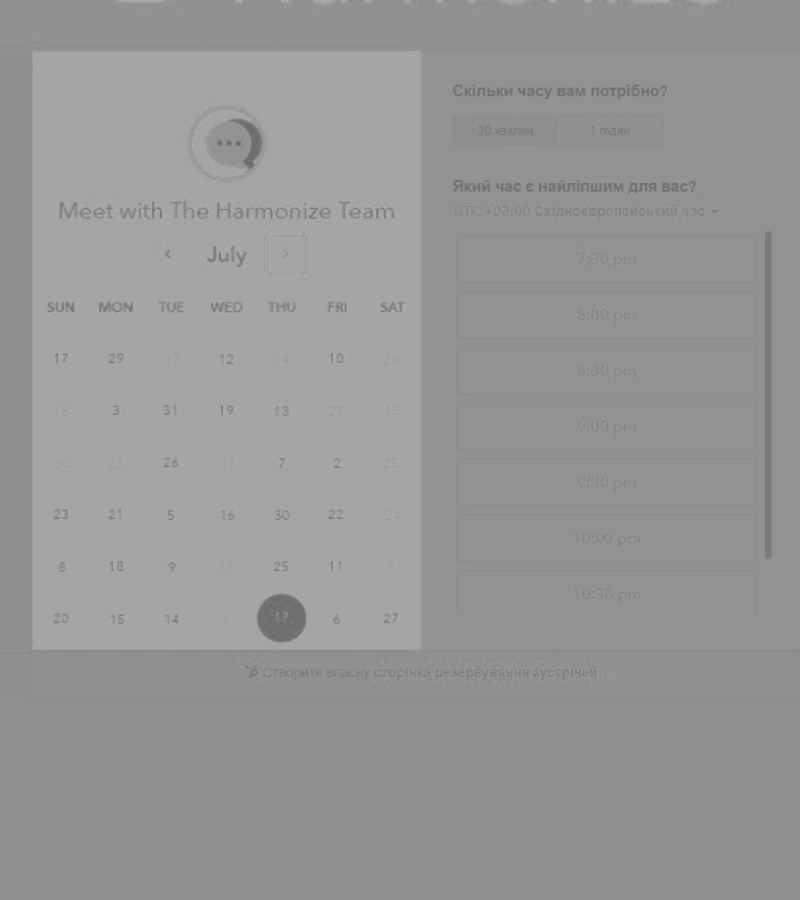 Meet with The Harmonize Team
July
SUN MON TUE WED THU FRI SAT
17 29 17 12 14 10 28
18 3 31 19 13 27 15
30 25 26 17 7 2 25
23 21 5 16 30 22 24
8 18 9 11 25 11 5
20 15 14 6 17 6 27
Скільки часу вам потрібно?
30 хвилин 1 годин
Який час є найліпшим для вас?
UTC +03:00 Східноєвропейський час
7:30 pm
8:00 pm
8:30 pm
9:00 pm
9:30 pm
10:00 pm
10:30 pm
Створити власну сторінка резервування зустрічей